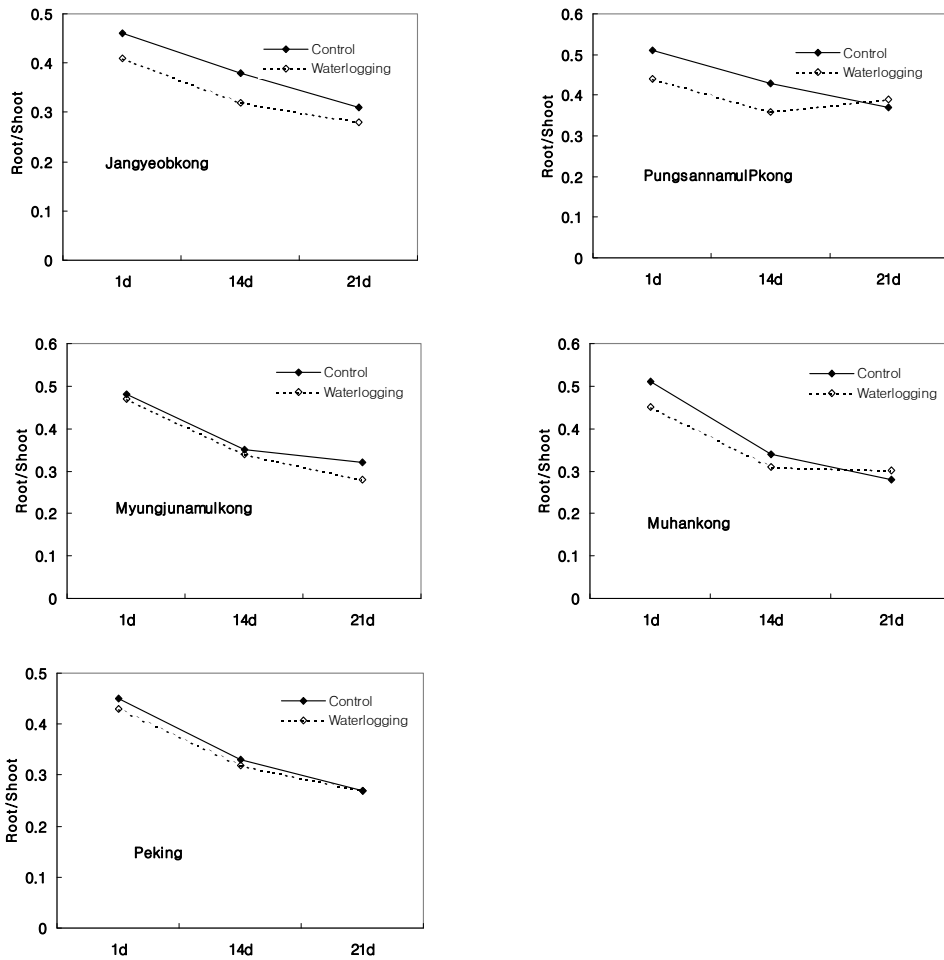 0.5
0.4
0.3
0.2
0.1
0
Root/Shoot
Control
Waterlogging
Jangyeobkong
1d 14d 21d
0.6
0.5
0.4
0.3
0.2
0.1
0
Root/Shoot
Control
Waterlogging
PungsannamulPkong
1d 14d 21d
0.6
0.5
0.4
0.3
0.2
0.1
0
Root/Shoot
Control
Waterlogging
Myungjunamulkong
1d 14d 21d
0.6
0.5
0.4
0.3
0.2
0.1
0
Root/Shoot
Control
Waterlogging
Muhankong
1d 14d 21d
0.5
0.4
0.3
0.2
0.1
0
Root/Shoot
Control
Waterlogging
Peking
1d 14d 21d